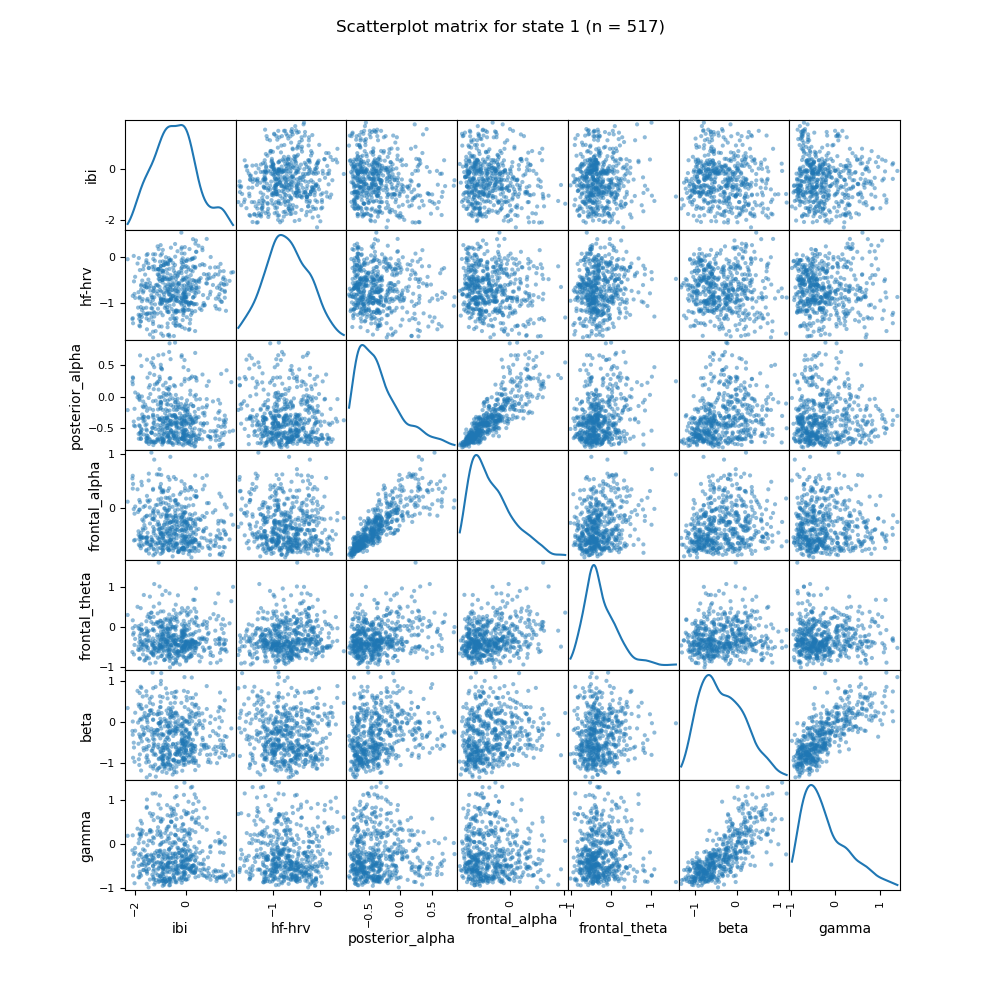 Scatterplot matrix for state 1 (n = 517)
ibi
0
−2
hf-hrv
0
−1
posterior_alpha
0.5
0.0
−0.5
frontal_alpha
1
0
frontal_theta
1
0
−1
beta
1
0
−1
gamma
1
0
−1
−2 0 −1 0 −0.5 0.0 0.5 0 1 −1 0 1 −1 0 1 −1 0 1
ibi hf-hrv posterior_alpha frontal_alpha frontal_theta beta gamma